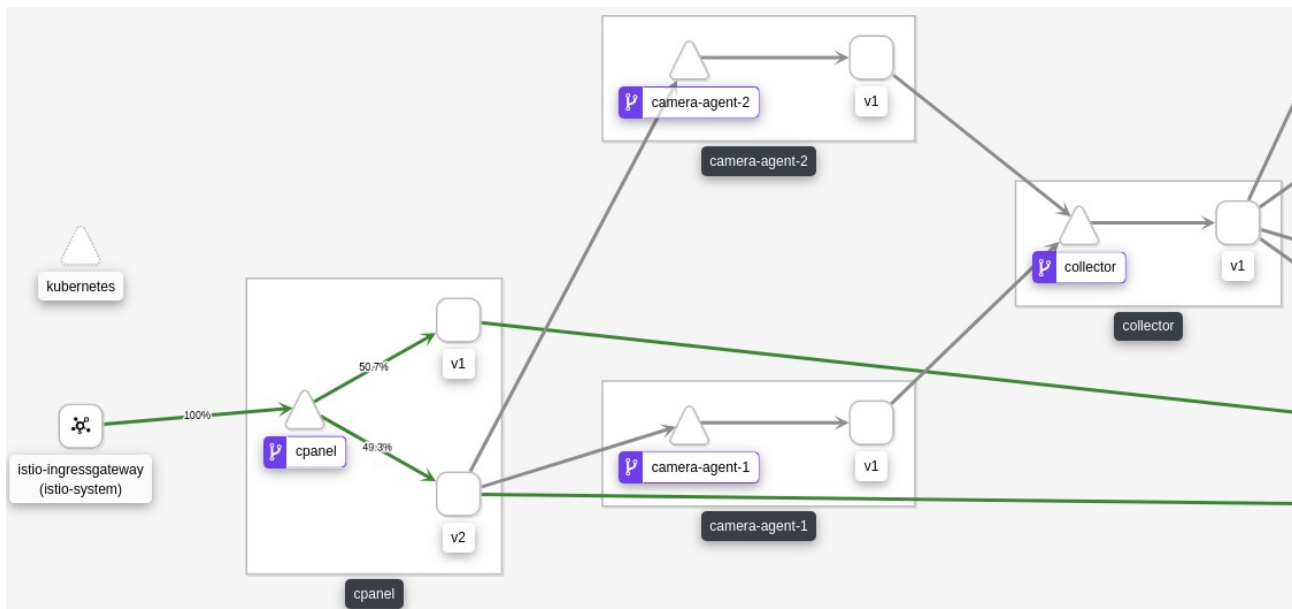 camera-agent-2
v1
camera-agent-2
kubernetes
collector
v1
collector
v1
50.7%
100%
49.3%
cpanel
istio-ingressgateway
(istio-system)
v2
cpanel
camera-agent-1
v1
camera-agent-1